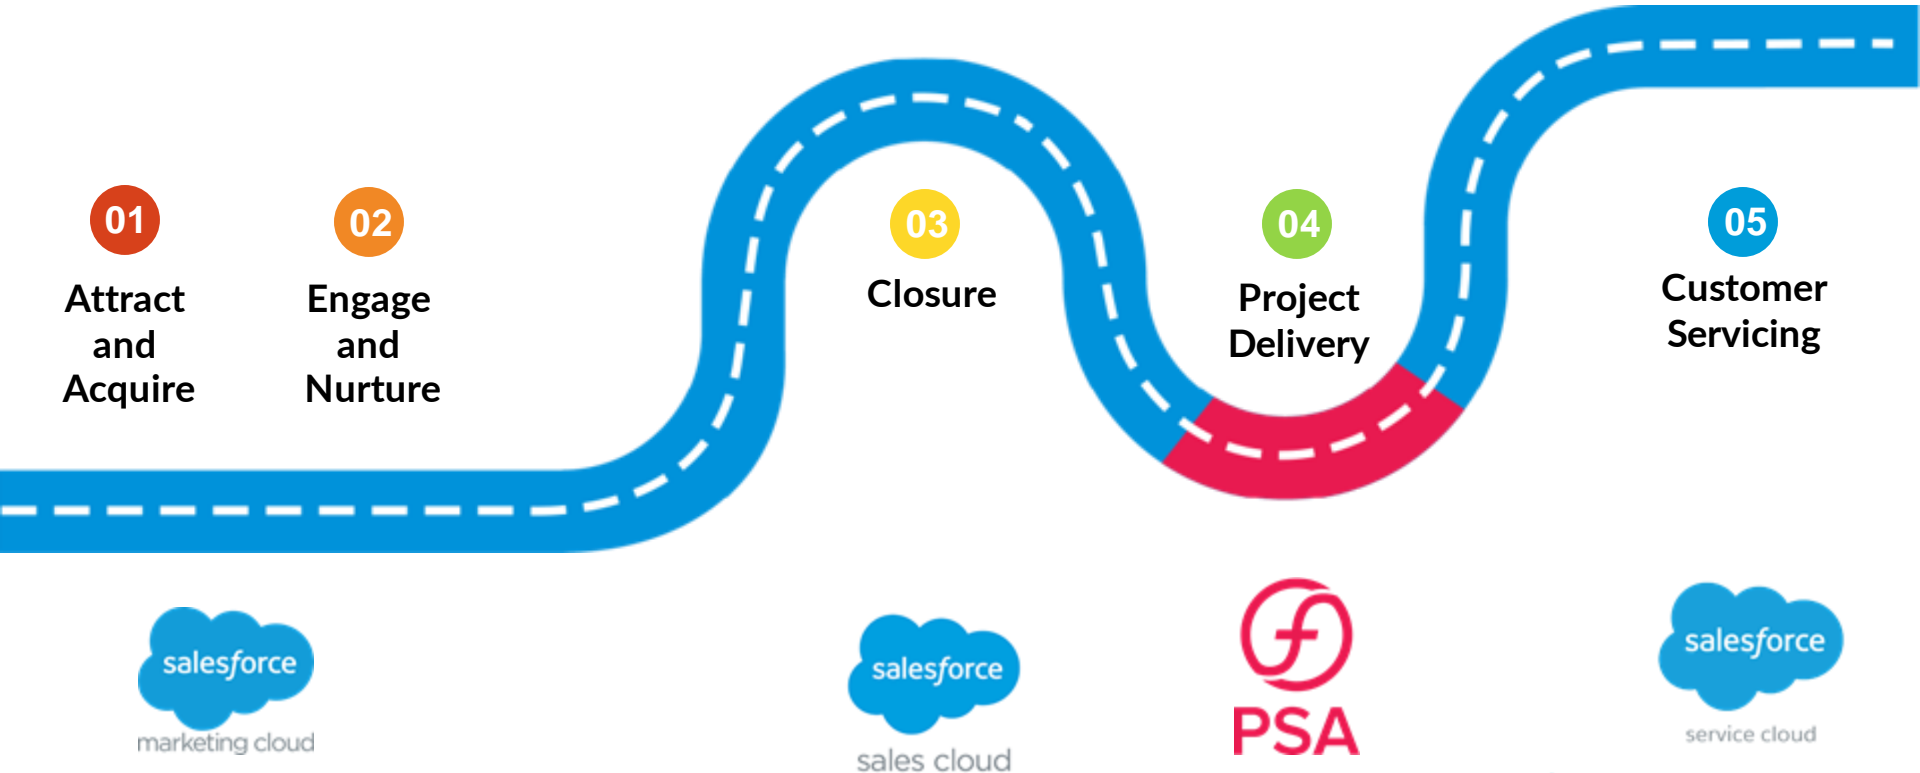 01
Attract
and
Acquire
02
Engage
and
Nurture
03
Closure
04
Project
Delivery
05
Customer
Servicing
salesforce
marketing cloud
salesforce
sales cloud
f
PSA
salesforce
service cloud